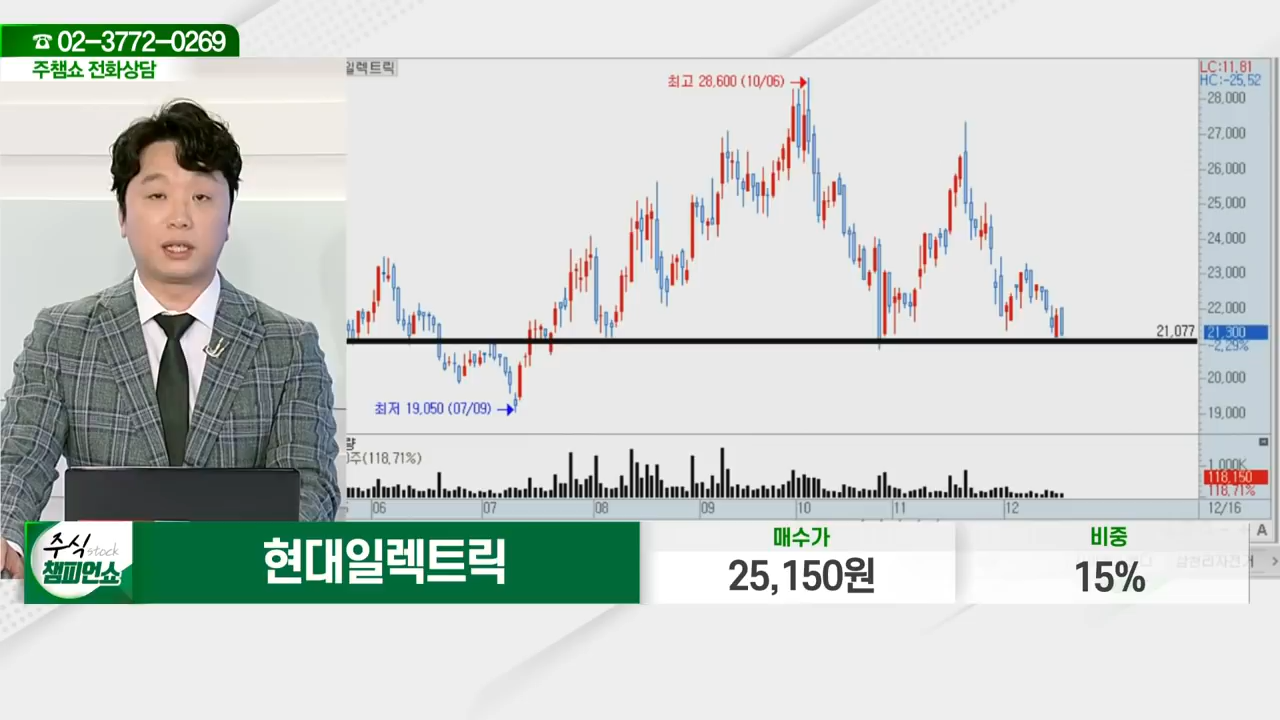 ☎ 02-3772-0269
주챔쇼 전화상담
일렉트릭
최고 28,600 (10/06)
LC:11.81
HC:-25.52
28,000
27,000
26,000
25,000
24,000
23,000
22,000
21,077
21,300
-2.29%
20,000
19,000
최저 19,050 (07/09)
량
주(118.71%)
1,000K
118,150
118.71%
06 07 08 09 10 11 12 12/16
A
주식 stock
챔피언쇼
현대일렉트릭
매수가
25,150원
비중
15%